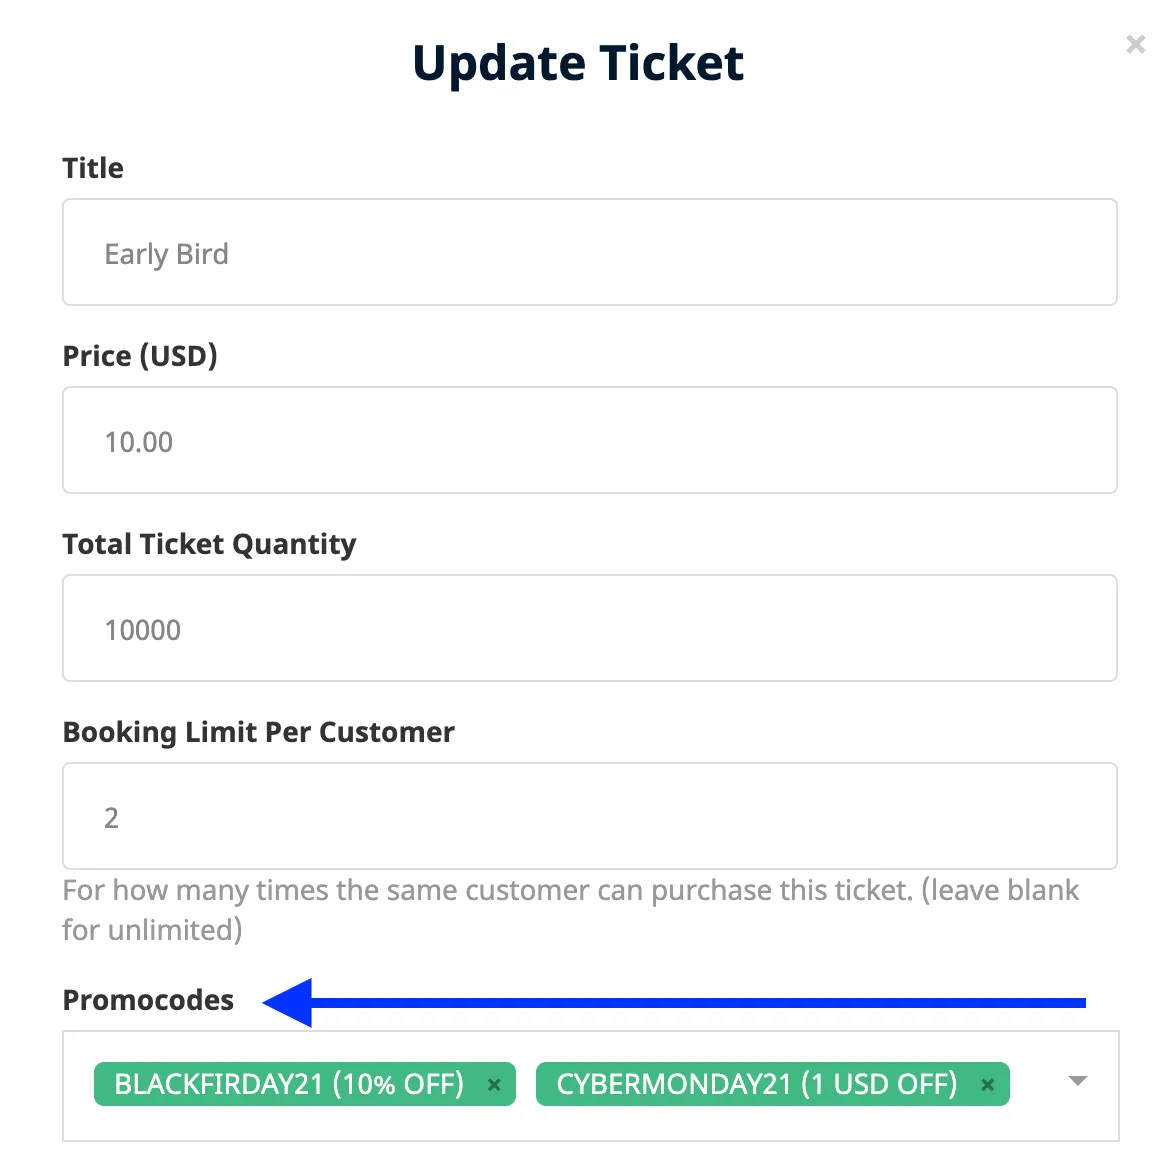 Update Ticket
Title
Early Bird
Price (USD)
10.00
Total Ticket Quantity
10000
Booking Limit Per Customer
2
For how many times the same customer can purchase this ticket. (leave blank
for unlimited)
Promocodes
BLACKFIRDAY21 (10% OFF) × CYBERMONDAY21 (1 USD OFF) ×